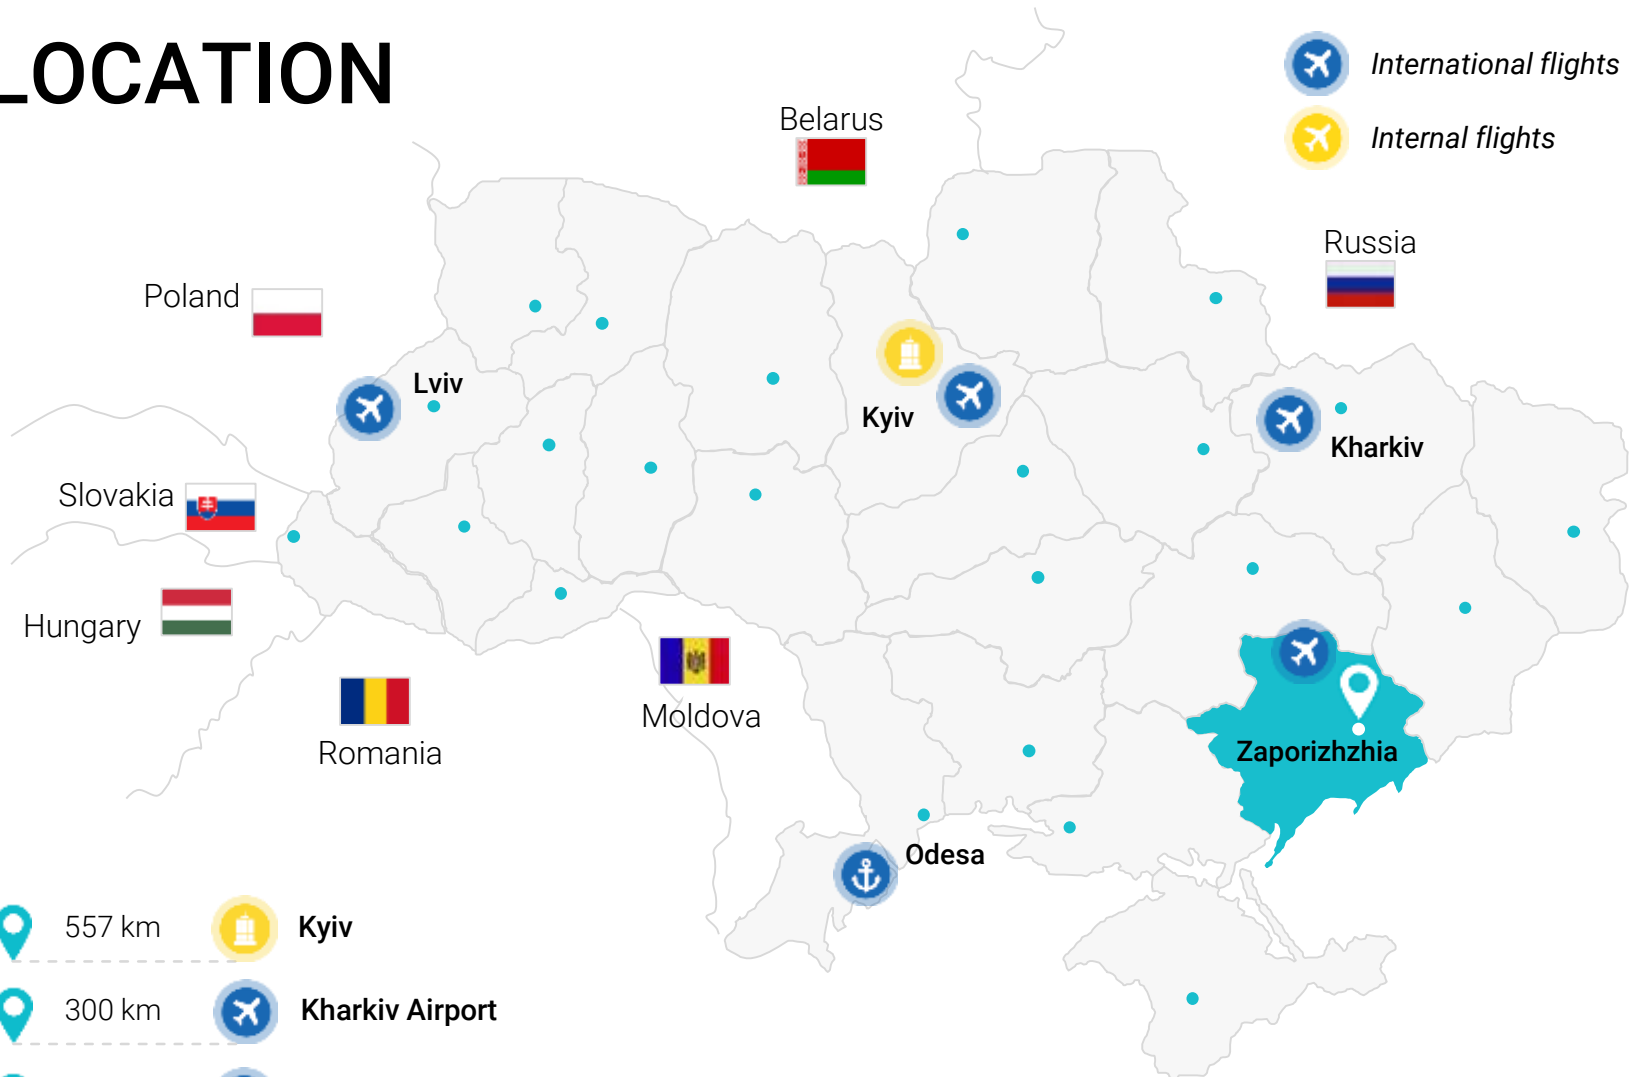 LOCATION
International flights
Internal flights
Belarus
Russia
Poland
Lviv
Kyiv
Kharkiv
Slovakia
Hungary
Moldova
Romania
Zaporizhzhia
Odesa
557 km Kyiv
300 km Kharkiv Airport